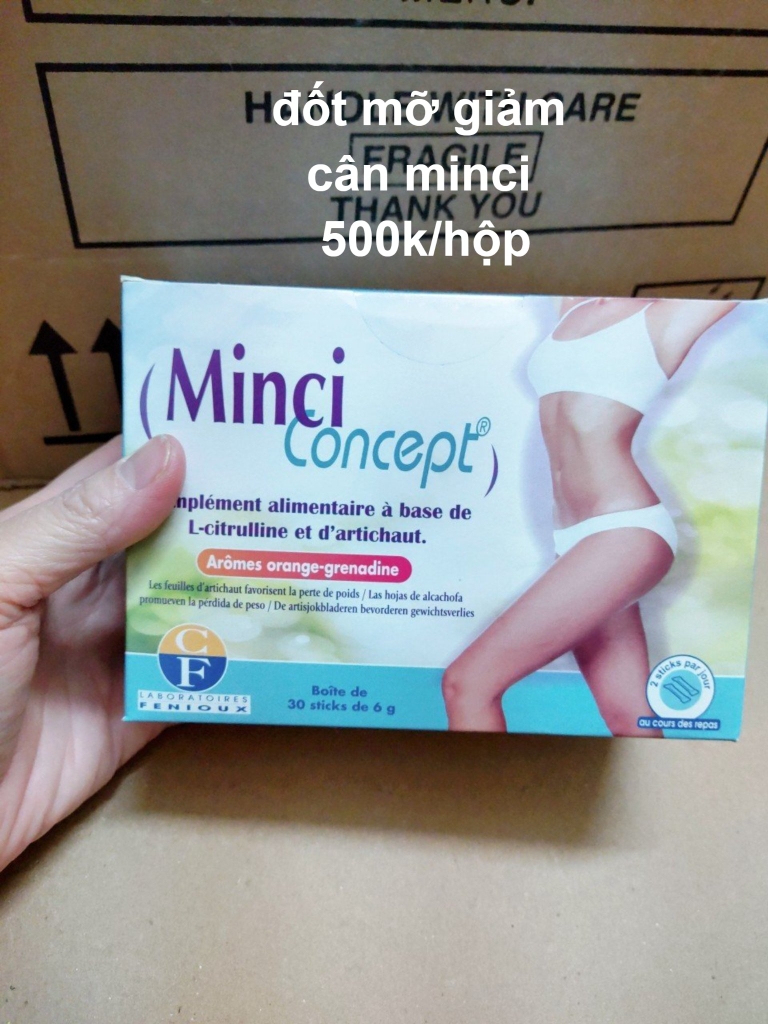 HANDLE WITH CARE
FRAGILE
THANK YOU
đốt mỡ giảm
cân minci
500k/hộp
Minci
Concept®
alimentaire à base de
L-citrulline et d'artichaut.
Arômes orange-grenadine
Les feuilles d'artichaut favorisent la perte de poids / Las hojas de alcachofa
promueven la pérdida de peso / De artisjokbladeren bevorderen gewichtsverlies
CF
LABORATOIRES
FENIOUX
Boîte de
30 sticks de 6 g
2 sticks par jour
au cours des repas